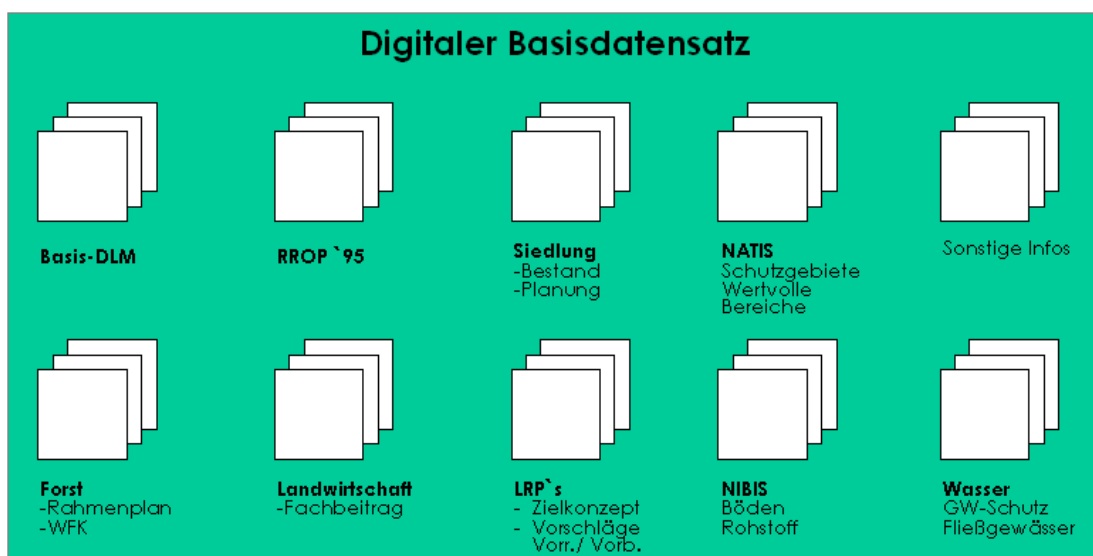 Digitaler Basisdatensatz
Basis-DLM
RROP `95
Siedlung
-Bestand
-Planung
NATIS
Schutzgebiete
Wertvolle
Bereiche
Sonstige Infos
Forst
-Rahmenplan
-WFK
Landwirtschaft
-Fachbeitrag
LRP`s
- Zielkonzept
- Vorschläge
Vorr./ Vorb.
NIBIS
Böden
Rohstoff
Wasser
GW-Schutz
Fließgewässer